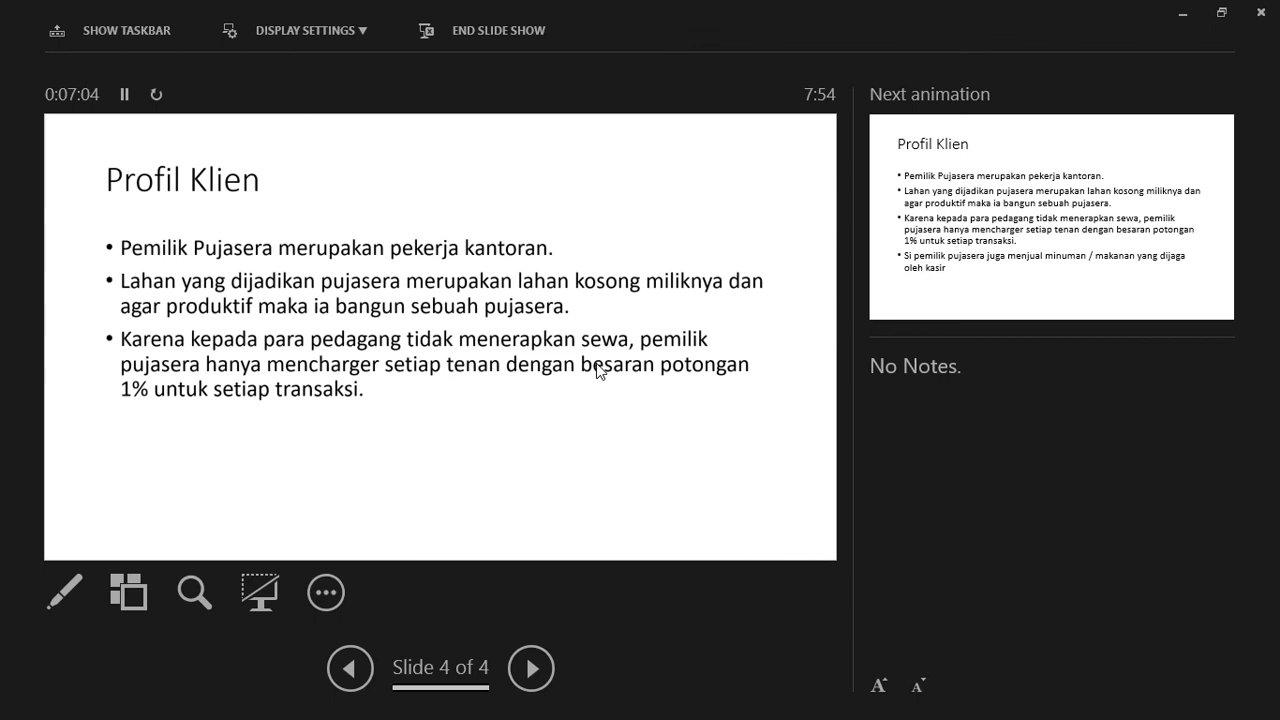 SHOW TASKBAR
DISPLAY SETTINGS ▾
END SLIDE SHOW
0:07:04
7:54
Profil Klien
• Pemilik Pujasera merupakan pekerja kantoran.
• Lahan yang dijadikan pujasera merupakan lahan kosong miliknya dan
agar produktif maka ia bangun sebuah pujasera.
• Karena kepada para pedagang tidak menerapkan sewa, pemilik
pujasera hanya mencharger setiap tenan dengan besaran potongan
1% untuk setiap transaksi.
Next animation
Profil Klien
• Pemilik Pujasera merupakan pekerja kantoran.
• Lahan yang dijadikan pujasera merupakan lahan kosong miliknya dan
agar produktif maka ia bangun sebuah pujasera.
• Karena kepada para pedagang tidak menerapkan sewa, pemilik
pujasera hanya mencharger setiap tenan dengan besaran potongan
1% untuk setiap transaksi.
• Si pemilik pujasera juga menjual minuman / makanan yang dijaga
oleh kasir
No Notes.
Slide 4 of 4
A A